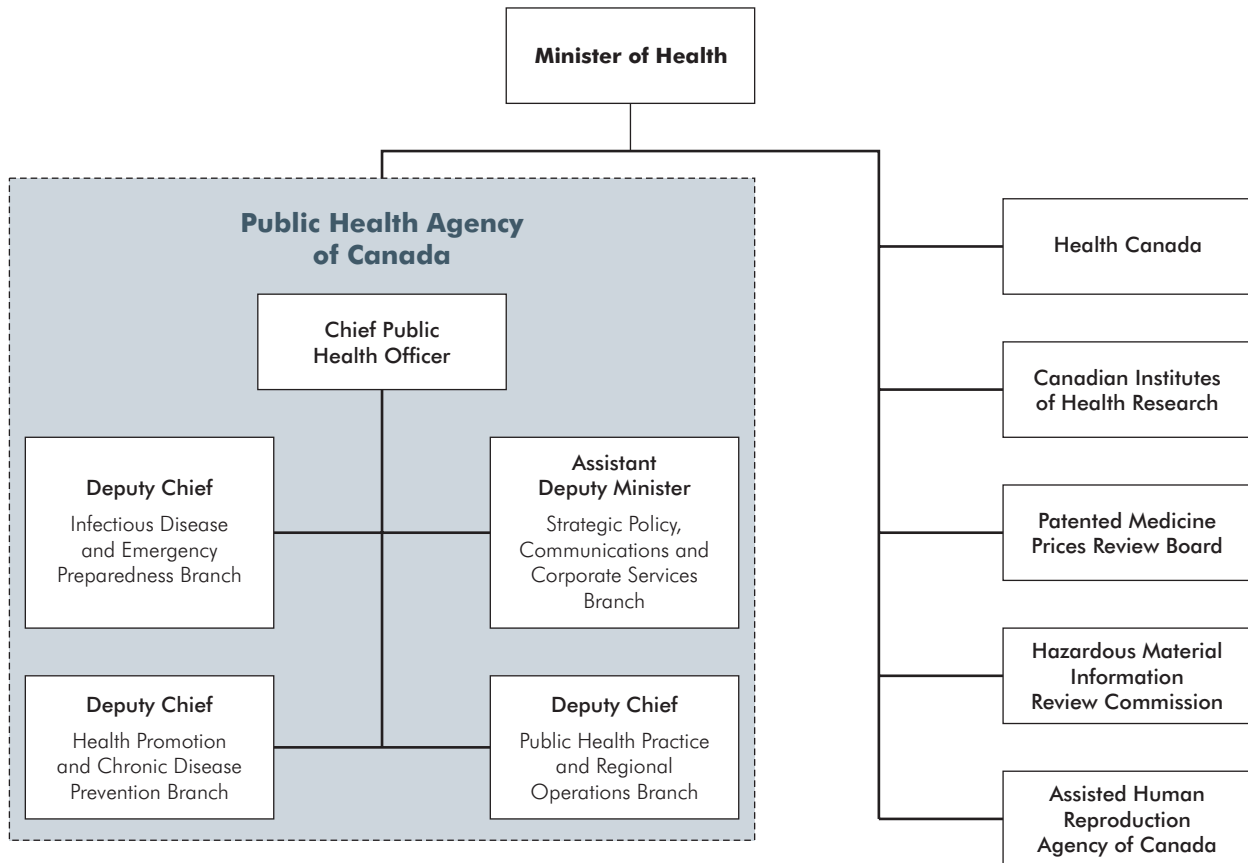 Minister of Health
Public Health Agency
of Canada
Chief Public
Health Officer
Deputy Chief
Infectious Disease
and Emergency
Preparedness Branch
Assistant
Deputy Minister
Strategic Policy,
Communications and
Corporate Services
Branch
Deputy Chief
Health Promotion
and Chronic Disease
Prevention Branch
Deputy Chief
Public Health Practice
and Regional
Operations Branch
Health Canada
Canadian Institutes
of Health Research
Patented Medicine
Prices Review Board
Hazardous Material
Information
Review Commission
Assisted Human
Reproduction
Agency of Canada